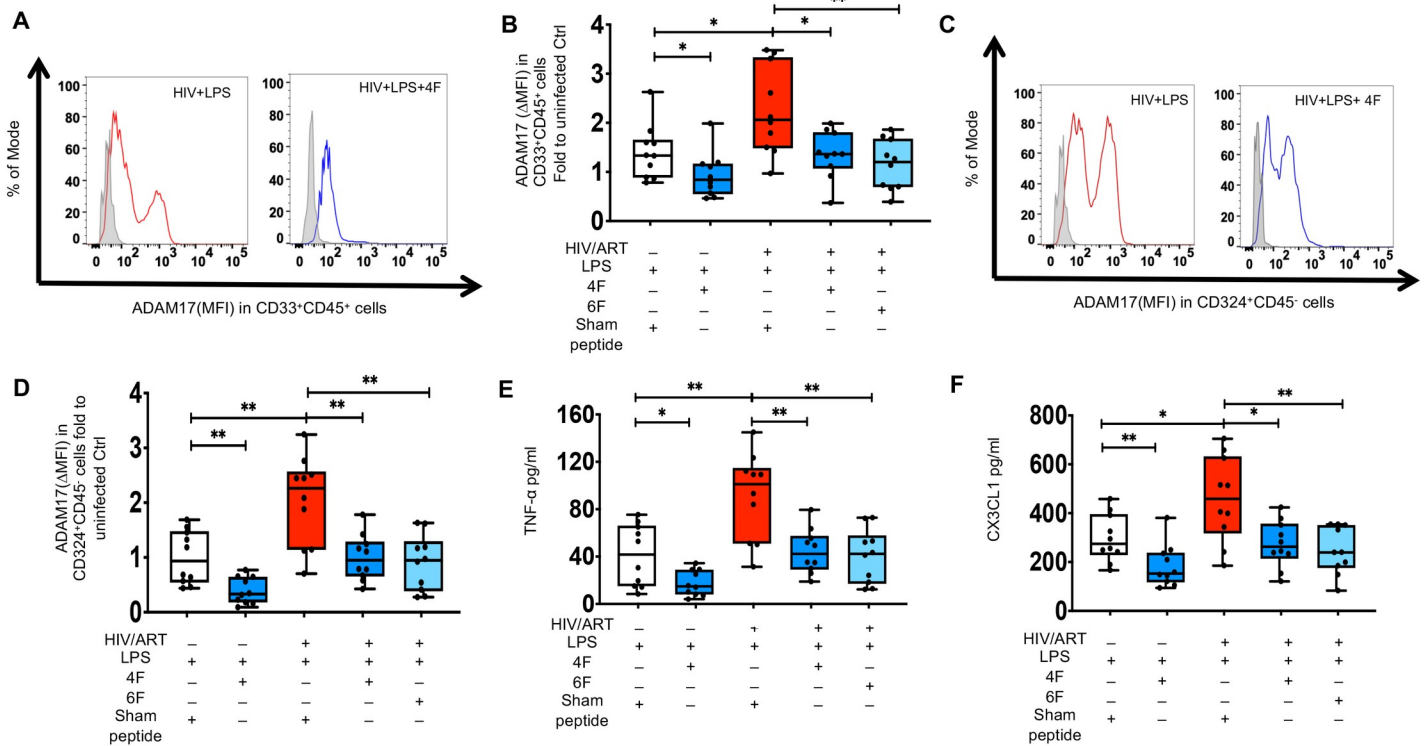 A
% of Mode
100
80
60
40
20
0
HIV+LPS
0 10² 10³ 10⁴ 10⁵
100
80
60
40
20
0
HIV+LPS+4F
0 10² 10³ 10⁴ 10⁵
ADAM17(MFI) in CD33⁺CD45⁺ cells
B
ADAM17 (ΔMFI) in
CD33⁺CD45⁺ cells
Fold to uninfected Ctrl
4
3
2
1
0
* * * **
HIV/ART – – + + +
LPS + + + + +
4F – + – + –
6F – – – – +
Sham + – + – –
peptide
C
% of Mode
100
80
60
40
20
0
HIV+LPS
0 10² 10³ 10⁴ 10⁵
100
80
60
40
20
0
HIV+LPS+ 4F
0 10² 10³ 10⁴ 10⁵
ADAM17(MFI) in CD324⁺CD45⁻ cells
D
ADAM17(ΔMFI) in
CD324⁺CD45⁻ cells fold to
uninfected Ctrl
4
3
2
1
0
** ** ** **
HIV/ART – – + + +
LPS + + + + +
4F – + – + –
6F – – – – +
Sham + – + – –
peptide
E
TNF-α pg/ml
160
120
80
40
0
* ** ** **
HIV/ART – – + + +
LPS + + + + +
4F – + – + –
6F – – – – +
Sham + – + – –
peptide
F
CX3CL1 pg/ml
800
600
400
200
0
** * * **
HIV/ART – – + + +
LPS + + + + +
4F – + – + –
6F – – – – +
Sham + – + – –
peptide